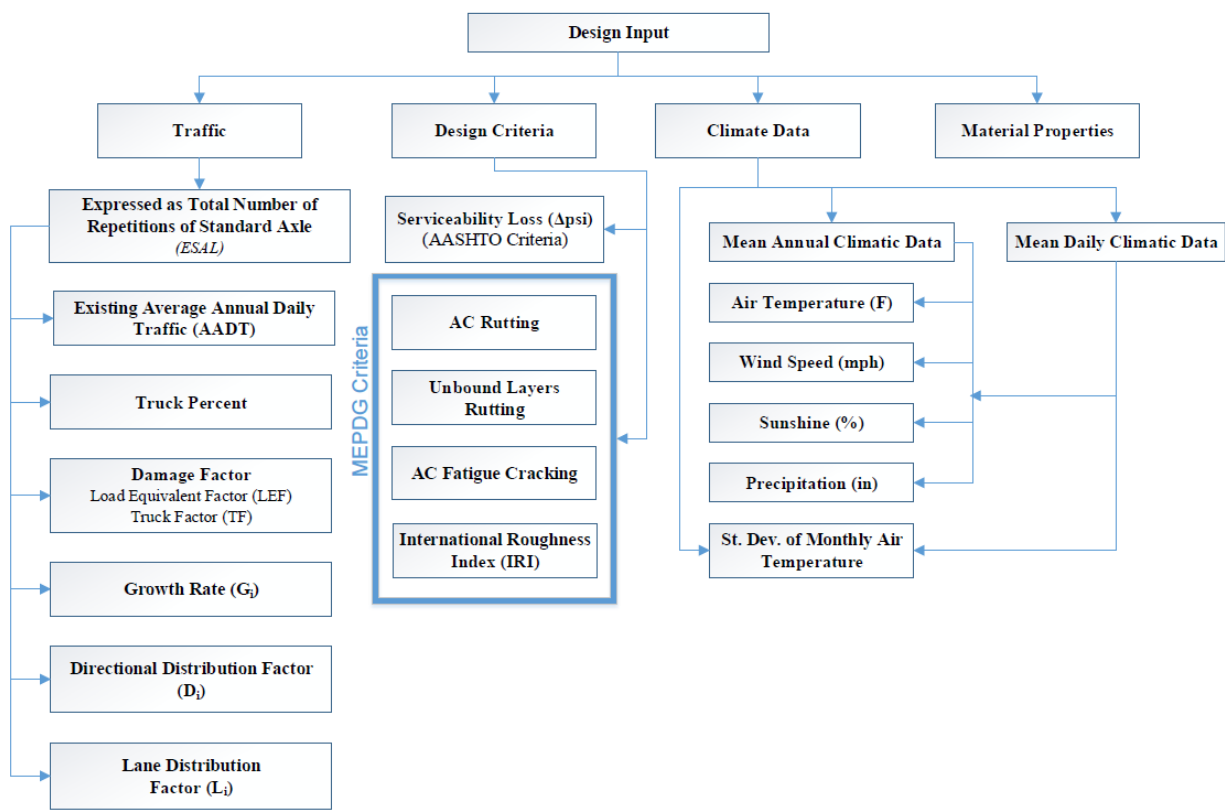 Design Input
Traffic
Design Criteria
Climate Data
Material Properties
Expressed as Total Number of
Repetitions of Standard Axle
(ESAL)
Existing Average Annual Daily
Traffic (AADT)
Truck Percent
Damage Factor
Load Equivalent Factor (LEF)
Truck Factor (TF)
Growth Rate (Gi)
Directional Distribution Factor
(Di)
Lane Distribution
Factor (Li)
Serviceability Loss (Δpsi)
(AASHTO Criteria)
MEPDG Criteria
AC Rutting
Unbound Layers
Rutting
AC Fatigue Cracking
International Roughness
Index (IRI)
Mean Annual Climatic Data
Mean Daily Climatic Data
Air Temperature (F)
Wind Speed (mph)
Sunshine (%)
Precipitation (in)
St. Dev. of Monthly Air
Temperature